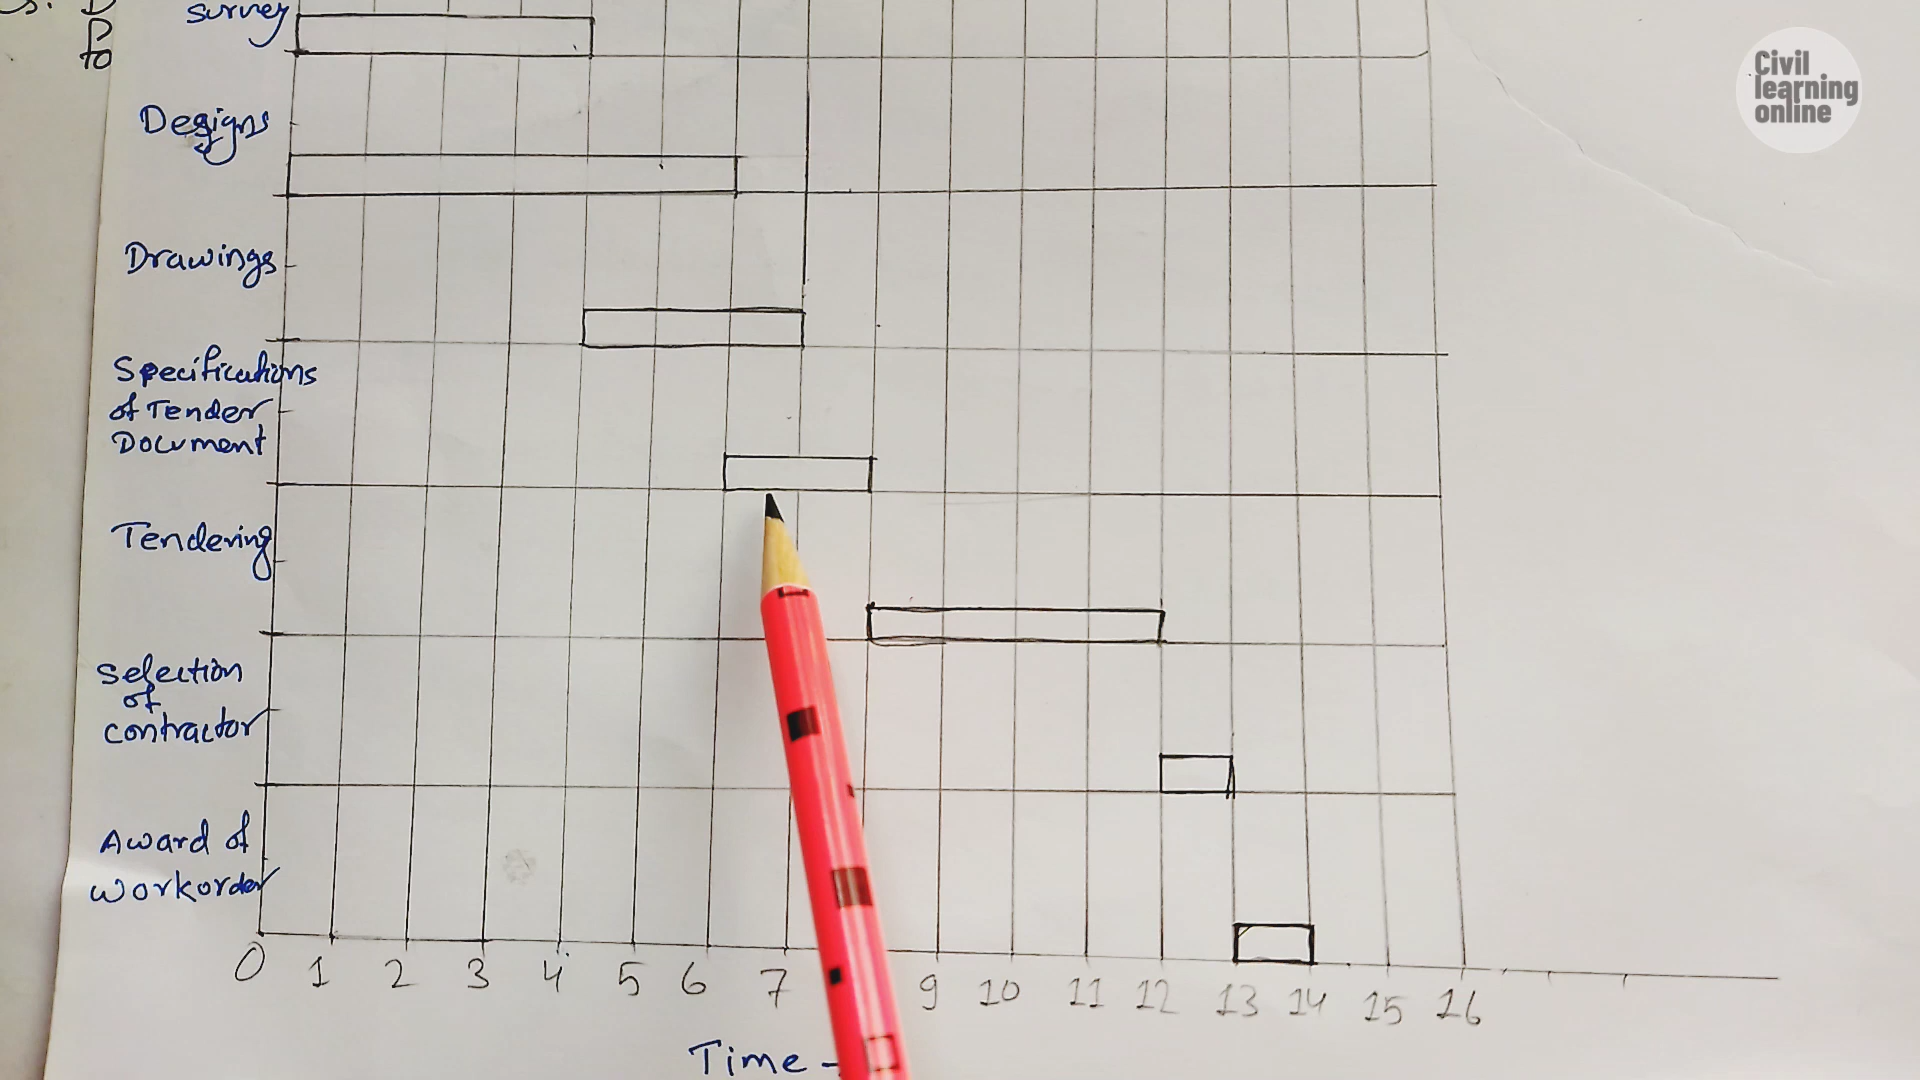 survey
to
Designs
Drawings
Specifications
of Tender
Document
Tendering
Selection
of
contractor
Award of
workorder
0 1 2 3 4 5 6 7 9 10 11 12 13 14 15 16
Time -
Civil
learning
online